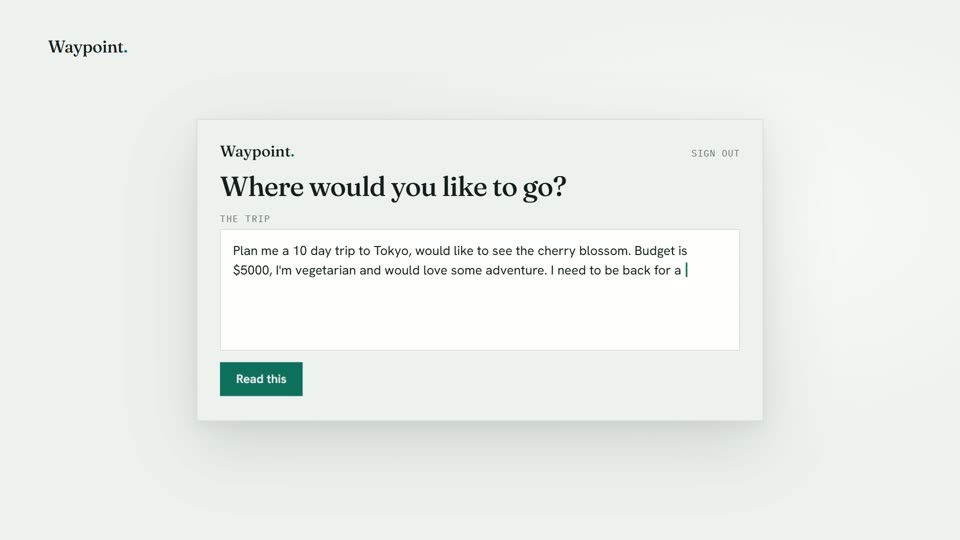 Waypoint.
Waypoint.
SIGN OUT
Where would you like to go?
THE TRIP
Plan me a 10 day trip to Tokyo, would like to see the cherry blossom. Budget is
$5000, I'm vegetarian and would love some adventure. I need to be back for a
Read this